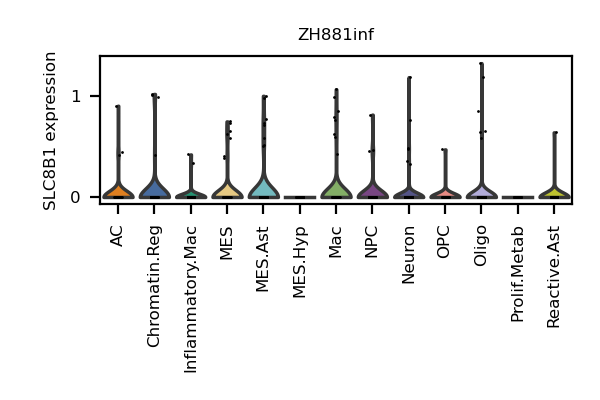 ZH881inf
SLC8B1 expression
1
0
AC
Chromatin.Reg
Inflammatory.Mac
MES
MES.Ast
MES.Hyp
Mac
NPC
Neuron
OPC
Oligo
Prolif.Metab
Reactive.Ast